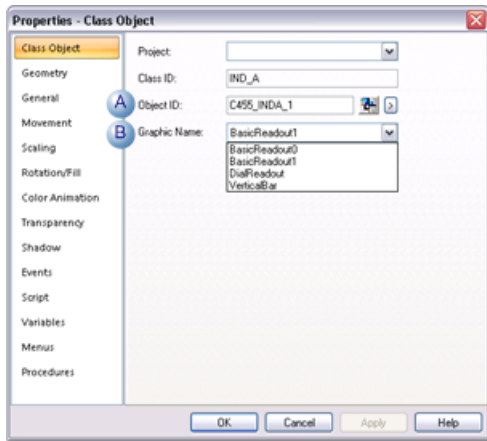 Properties - Class Object
Class Object
Geometry
General
Movement
Scaling
Rotation/Fill
Color Animation
Transparency
Shadow
Events
Script
Variables
Menus
Procedures
Project:
Class ID: IND_A
A Object ID: C455_INDA_1
B Graphic Name: BasicReadout1
BasicReadout0
BasicReadout1
DialReadout
VerticalBar
OK Cancel Apply Help